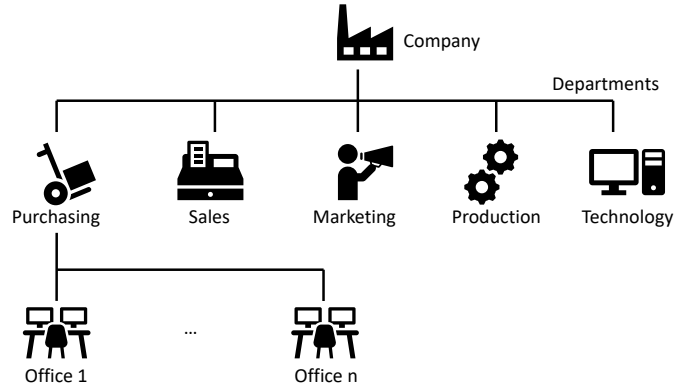 Company
Departments
Purchasing
Sales
Marketing
Production
Technology
...
Office 1
Office n